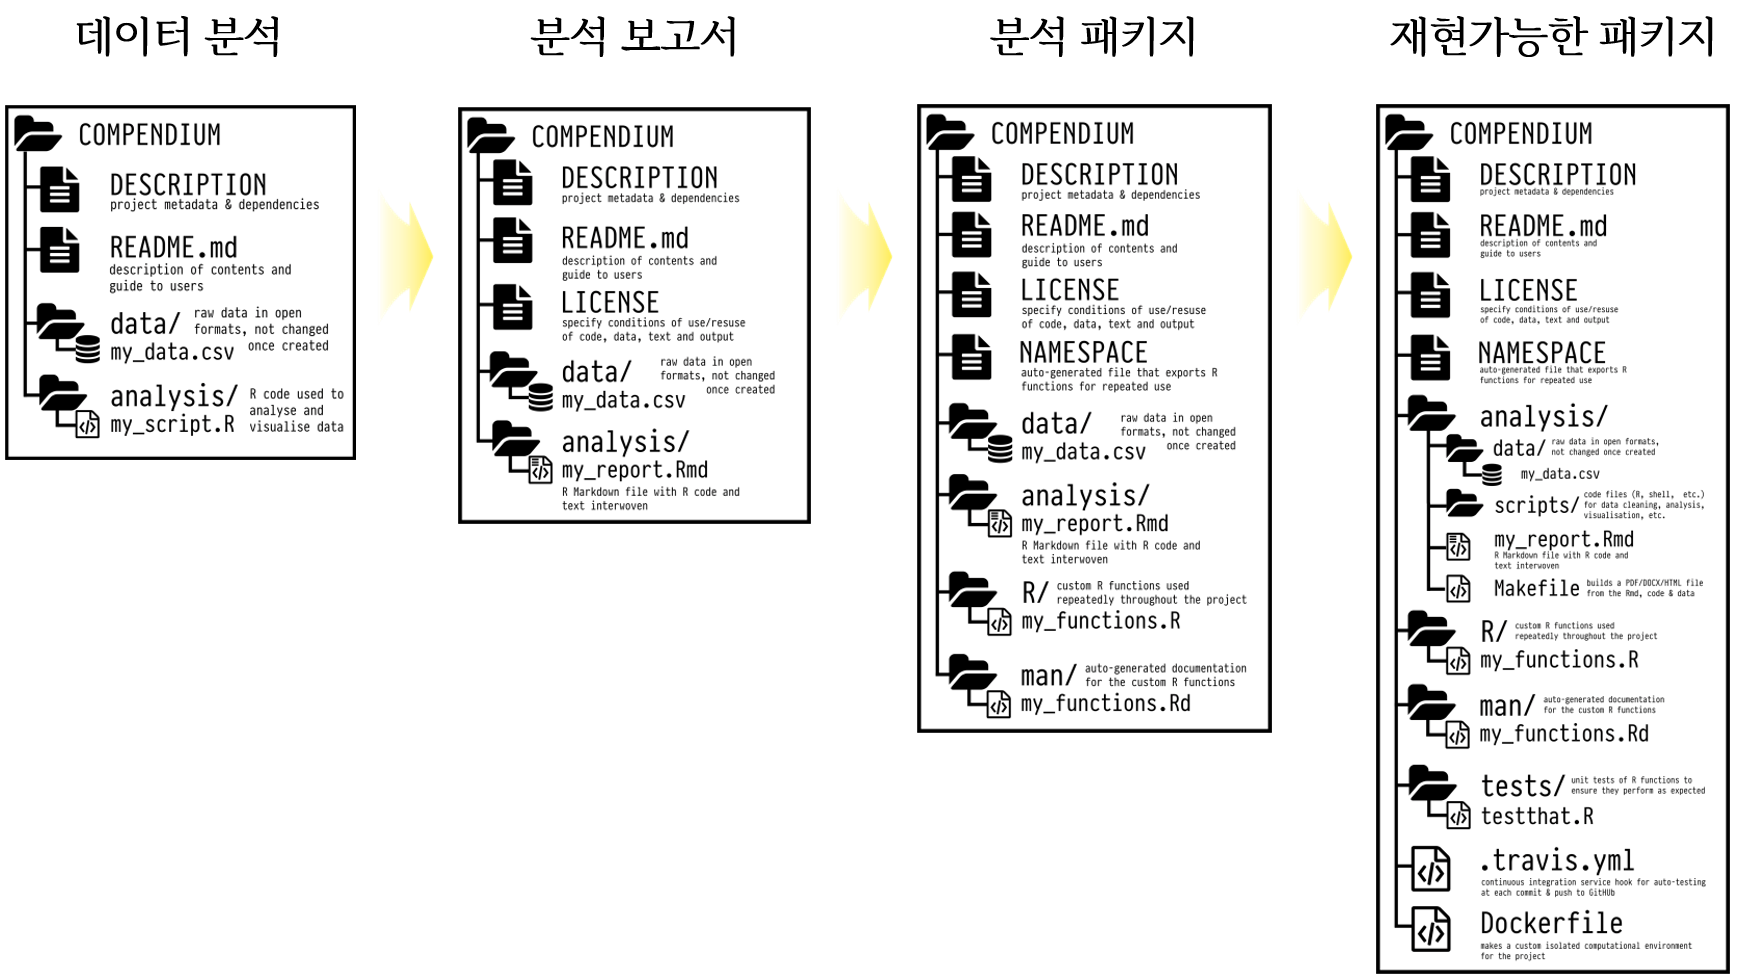 데이터 분석
COMPENDIUM
DESCRIPTION
project metadata & dependencies
README.md
description of contents and
guide to users
data/
raw data in open
formats, not changed
once created
my_data.csv
analysis/
R code used to
analyse and
visualise data
my_script.R
분석 보고서
COMPENDIUM
DESCRIPTION
project metadata & dependencies
README.md
description of contents and
guide to users
LICENSE
specify conditions of use/resuse
of code, data, text and output
data/
raw data in open
formats, not changed
once created
my_data.csv
analysis/
my_report.Rmd
R Markdown file with R code and
text interwoven
분석 패키지
COMPENDIUM
DESCRIPTION
project metadata & dependencies
README.md
description of contents and
guide to users
LICENSE
specify conditions of use/resuse
of code, data, text and output
NAMESPACE
auto-generated file that exports R
functions for repeated use
data/
raw data in open
formats, not changed
once created
my_data.csv
analysis/
my_report.Rmd
R Markdown file with R code and
text interwoven
R/
custom R functions used
repeatedly throughout the project
my_functions.R
man/
auto-generated documentation
for the custom R functions
my_functions.Rd
재현가능한 패키지
COMPENDIUM
DESCRIPTION
project metadata & dependencies
README.md
description of contents and
guide to users
LICENSE
specify conditions of use/resuse
of code, data, text and output
NAMESPACE
auto-generated file that exports R
functions for repeated use
analysis/
data/
raw data in open formats,
not changed once created
my_data.csv
scripts/
code files (R, shell, etc.)
for data cleaning, analysis,
visualisation, etc.
my_report.Rmd
R Markdown file with R code and
text interwoven
Makefile
builds a PDF/DOCX/HTML file
from the Rmd, code & data
R/
custom R functions used
repeatedly throughout the project
my_functions.R
man/
auto-generated documentation
for the custom R functions
my_functions.Rd
tests/
unit tests of R functions to
ensure they perform as expected
testthat.R
.travis.yml
continuous integration service hook for auto-testing
at each commit & push to GitHUb
Dockerfile
makes a custom isolated computational environment
for the project